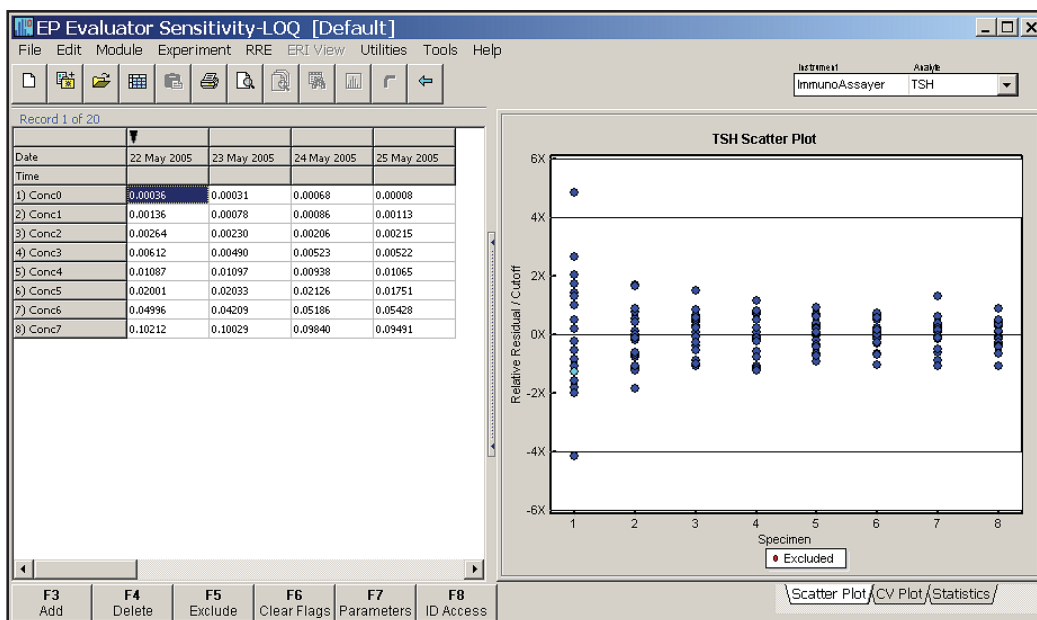 EP Evaluator Sensitivity-LOQ [Default]
File Edit Module Experiment RRE ERI View Utilities Tools Help
Instrument Analyte
ImmunoAssayer TSH
Record 1 of 20
Date 22 May 2005 23 May 2005 24 May 2005 25 May 2005
Time
1) Conc0 0.00036 0.00031 0.00068 0.00008
2) Conc1 0.00136 0.00078 0.00086 0.00113
3) Conc2 0.00264 0.00230 0.00206 0.00215
4) Conc3 0.00612 0.00490 0.00523 0.00522
5) Conc4 0.01087 0.01097 0.00938 0.01065
6) Conc5 0.02001 0.02033 0.02126 0.01751
7) Conc6 0.04996 0.04209 0.05186 0.05428
8) Conc7 0.10212 0.10029 0.09840 0.09491
TSH Scatter Plot
6X
4X
2X
0X
-2X
-4X
-6X
Relative Residual / Cutoff
1 2 3 4 5 6 7 8
Specimen
Excluded
F3 F4 F5 F6 F7 F8
Add Delete Exclude Clear Flags Parameters ID Access
Scatter Plot CV Plot Statistics